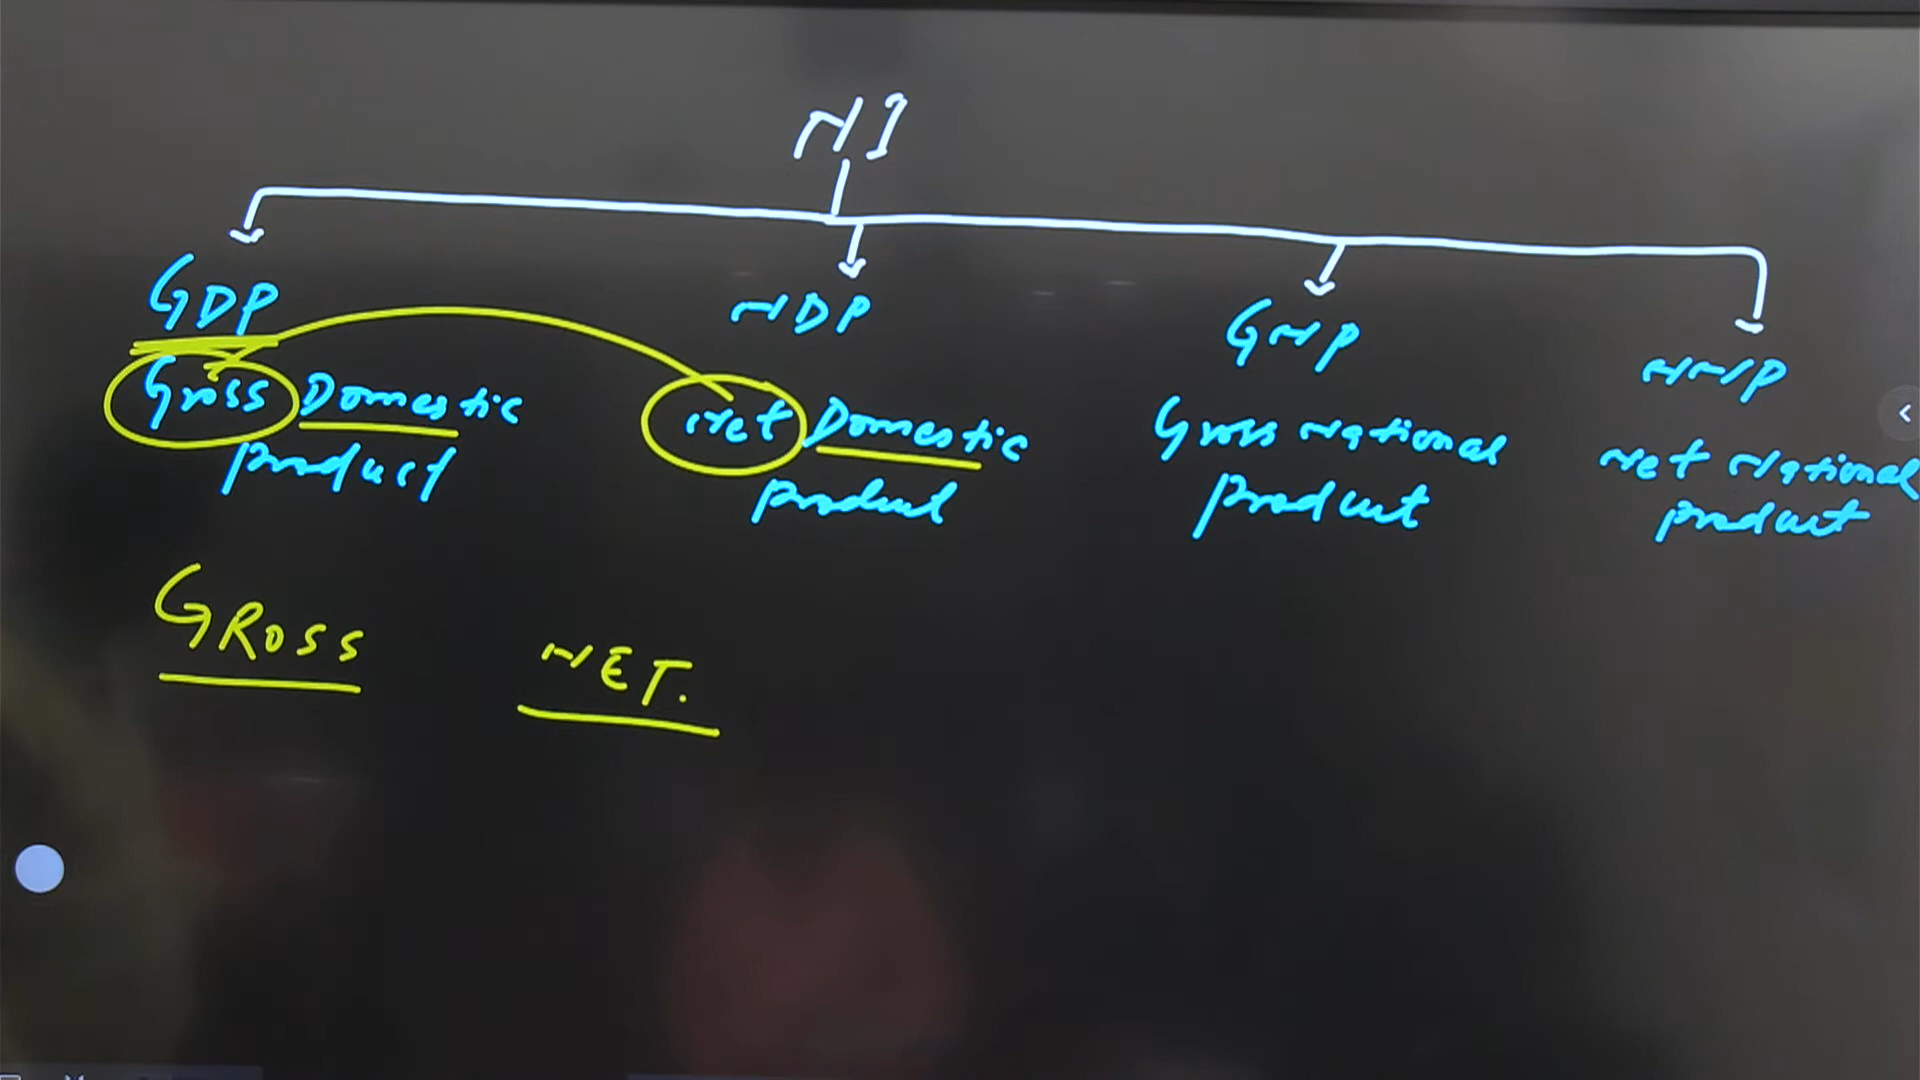 NI
GDP NDP GNP NNP
Gross Domestic Product
Net Domestic Product
Gross National Product
Net National Product
GROSS NET.